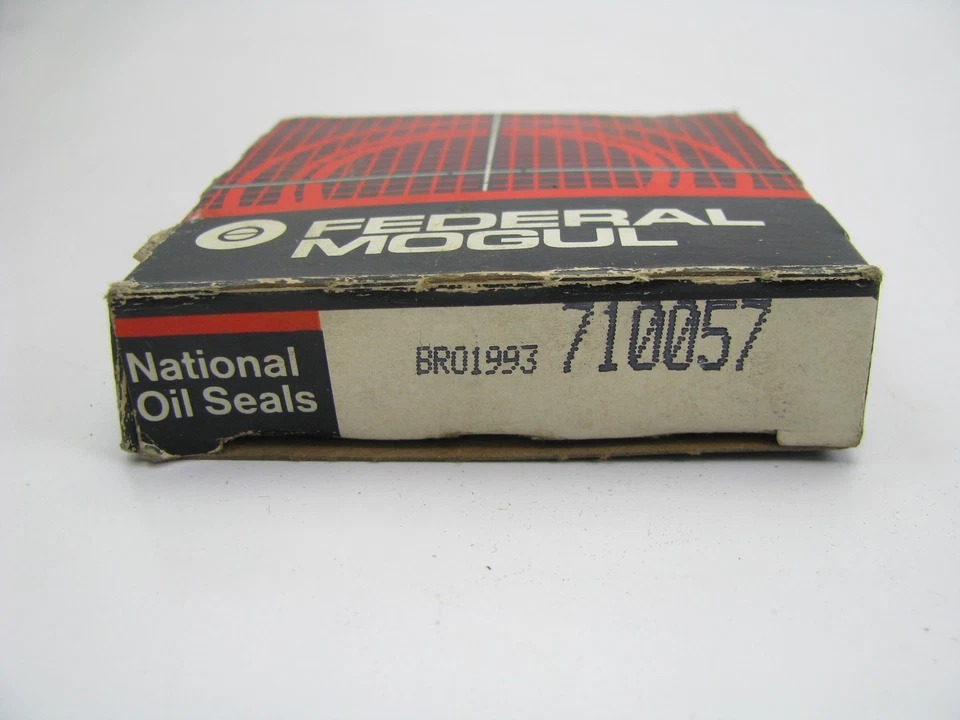 FEDERAL
MOGUL
National
Oil Seals
BR01993 710057